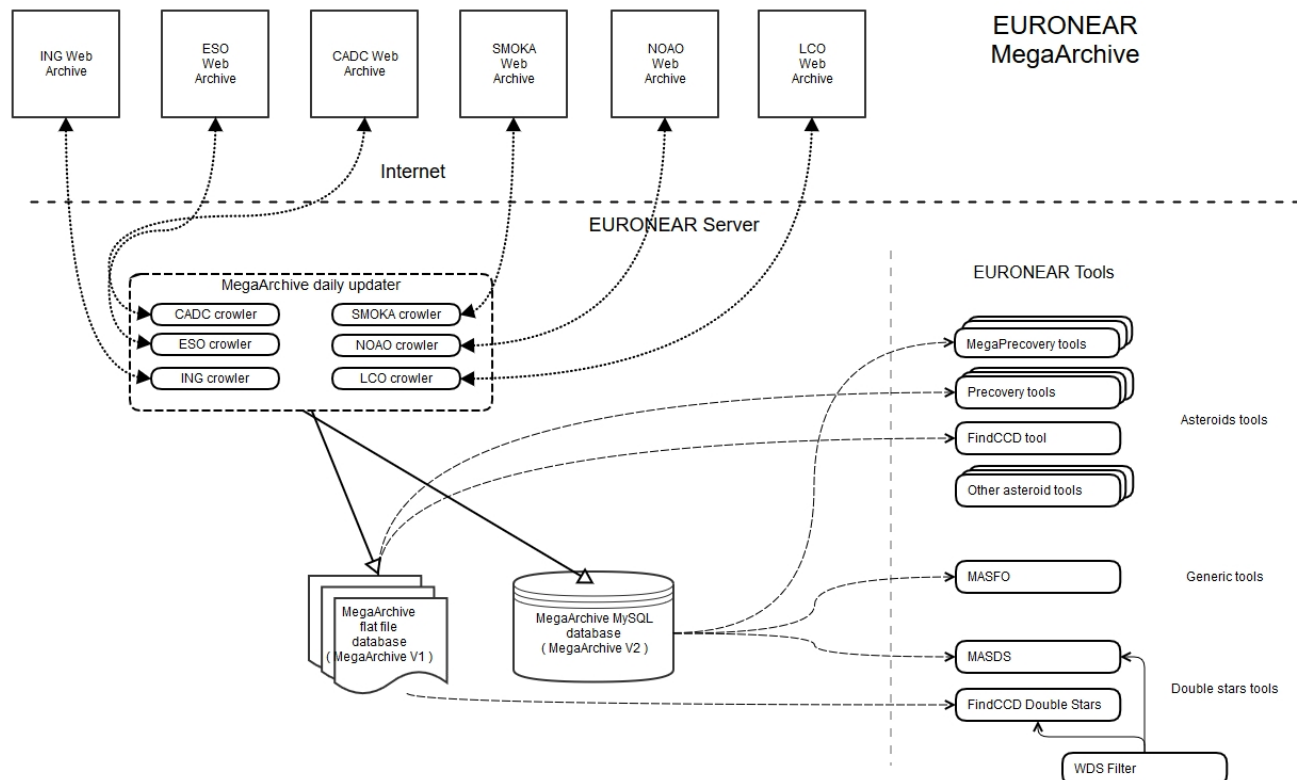 EURONEAR
MegaArchive
ING Web
Archive
ESO
Web
Archive
CADC Web
Archive
SMOKA
Web
Archive
NOAO
Web
Archive
LCO
Web
Archive
Internet
EURONEAR Server
MegaArchive daily updater
CADC crowler
SMOKA crowler
ESO crowler
NOAO crowler
ING crowler
LCO crowler
EURONEAR Tools
MegaPrecovery tools
Precovery tools
FindCCD tool
Other asteroid tools
Asteroids tools
MASFO
Generic tools
MASDS
FindCCD Double Stars
Double stars tools
WDS Filter
MegaArchive
flat file
database
( MegaArchive V1 )
MegaArchive MySQL
database
( MegaArchive V2 )